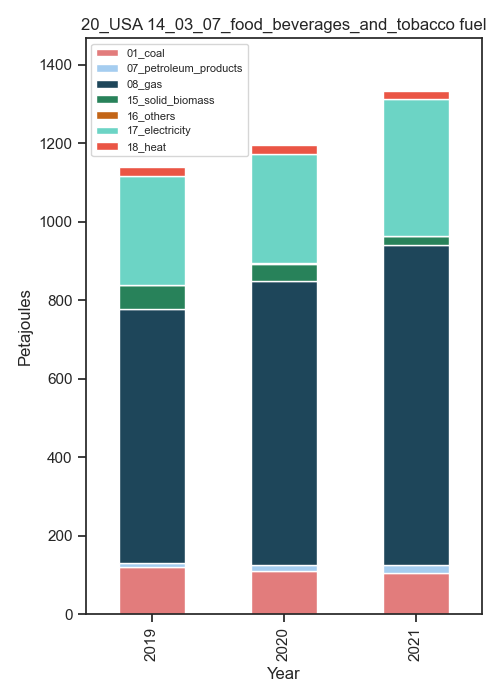 20_USA 14_03_07_food_beverages_and_tobacco fuel
01_coal
07_petroleum_products
08_gas
15_solid_biomass
16_others
17_electricity
18_heat
1400
1200
1000
800
600
400
200
0
Petajoules
2019
2020
2021
Year